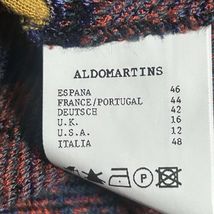 ALDOMARTINS
ESPANA 46
FRANCE/PORTUGAL 44
DEUTSCH 42
U.K. 16
U.S.A. 12
ITALIA 48
P